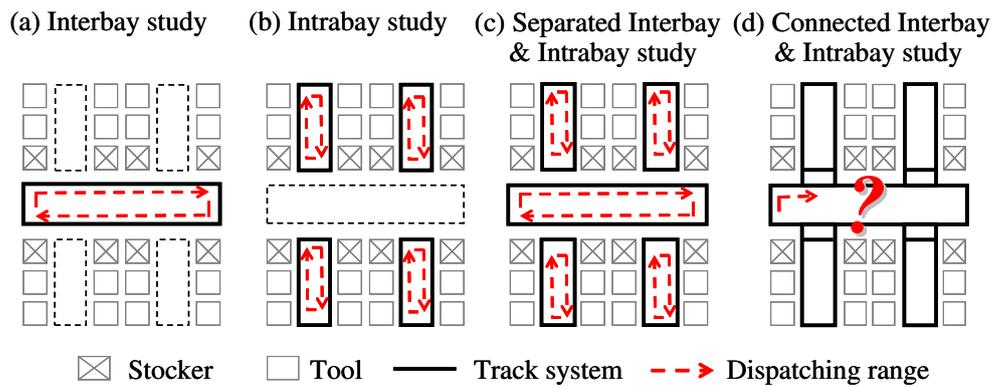 (a) Interbay study
(b) Intrabay study
(c) Separated Interbay
& Intrabay study
(d) Connected Interbay
& Intrabay study
?
Stocker
Tool
Track system
Dispatching range